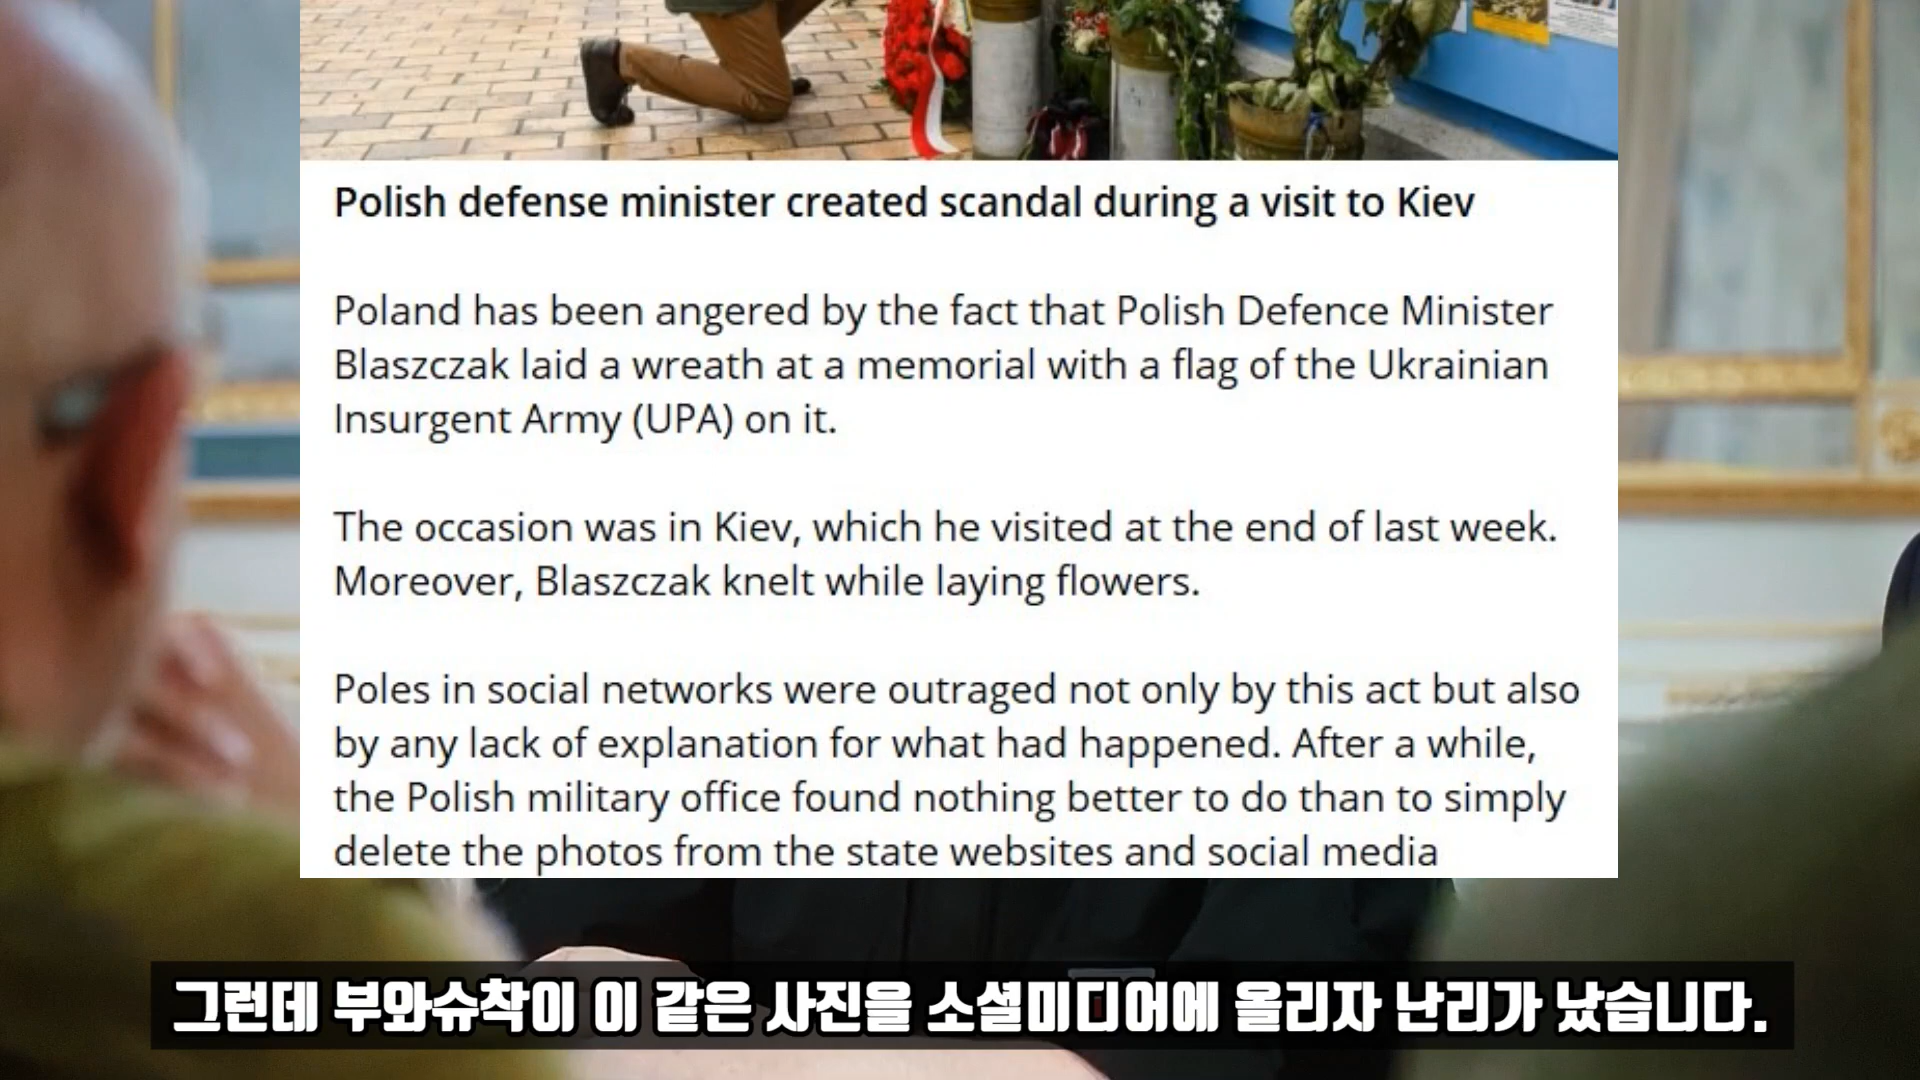 Polish defense minister created scandal during a visit to Kiev
Poland has been angered by the fact that Polish Defence Minister
Blaszczak laid a wreath at a memorial with a flag of the Ukrainian
Insurgent Army (UPA) on it.
The occasion was in Kiev, which he visited at the end of last week.
Moreover, Blaszczak knelt while laying flowers.
Poles in social networks were outraged not only by this act but also
by any lack of explanation for what had happened. After a while,
the Polish military office found nothing better to do than to simply
delete the photos from the state websites and social media
그런데 부와슈착이 이 같은 사진을 소셜미디어에 올리자 난리가 났습니다.